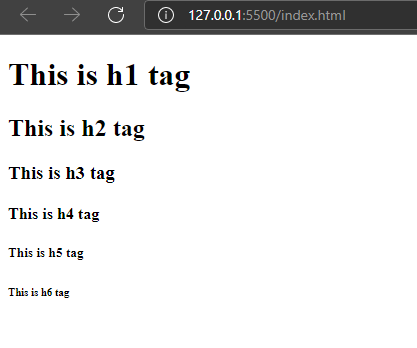 127.0.0.1:5500/index.html
This is h1 tag
This is h2 tag
This is h3 tag
This is h4 tag
This is h5 tag
This is h6 tag